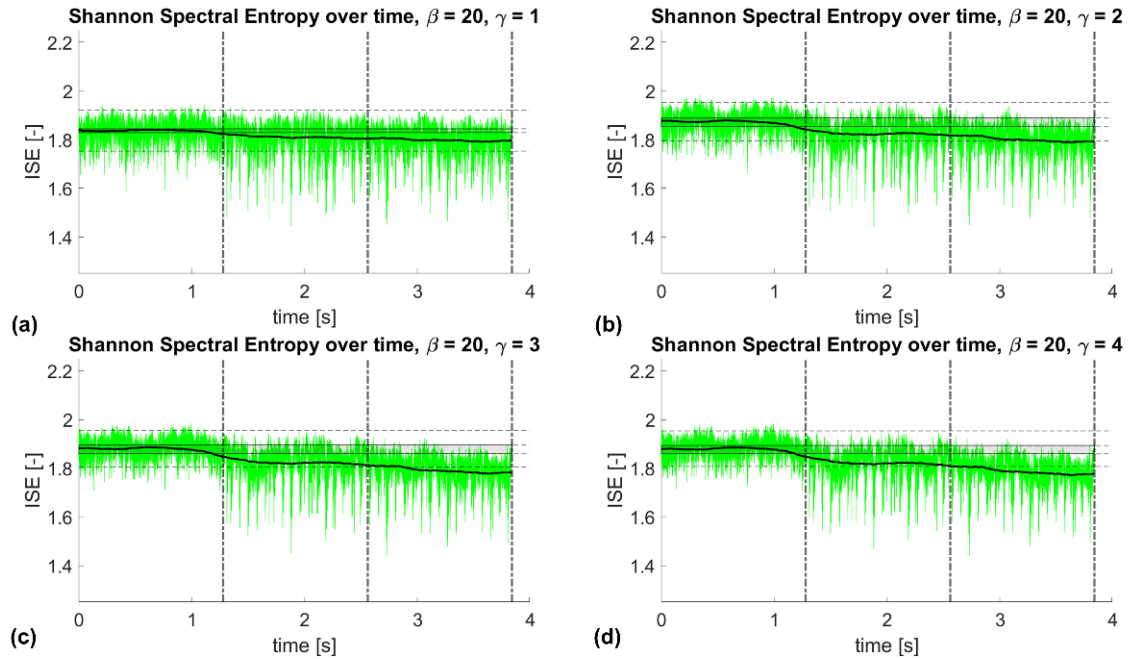 Shannon Spectral Entropy over time, β = 20, γ = 1
2.2
2
1.8
1.6
1.4
ISE [-]
0 1 2 3 4
time [s]
(a)
Shannon Spectral Entropy over time, β = 20, γ = 2
2.2
2
1.8
1.6
1.4
ISE [-]
0 1 2 3 4
time [s]
(b)
Shannon Spectral Entropy over time, β = 20, γ = 3
2.2
2
1.8
1.6
1.4
ISE [-]
0 1 2 3 4
time [s]
(c)
Shannon Spectral Entropy over time, β = 20, γ = 4
2.2
2
1.8
1.6
1.4
ISE [-]
0 1 2 3 4
time [s]
(d)